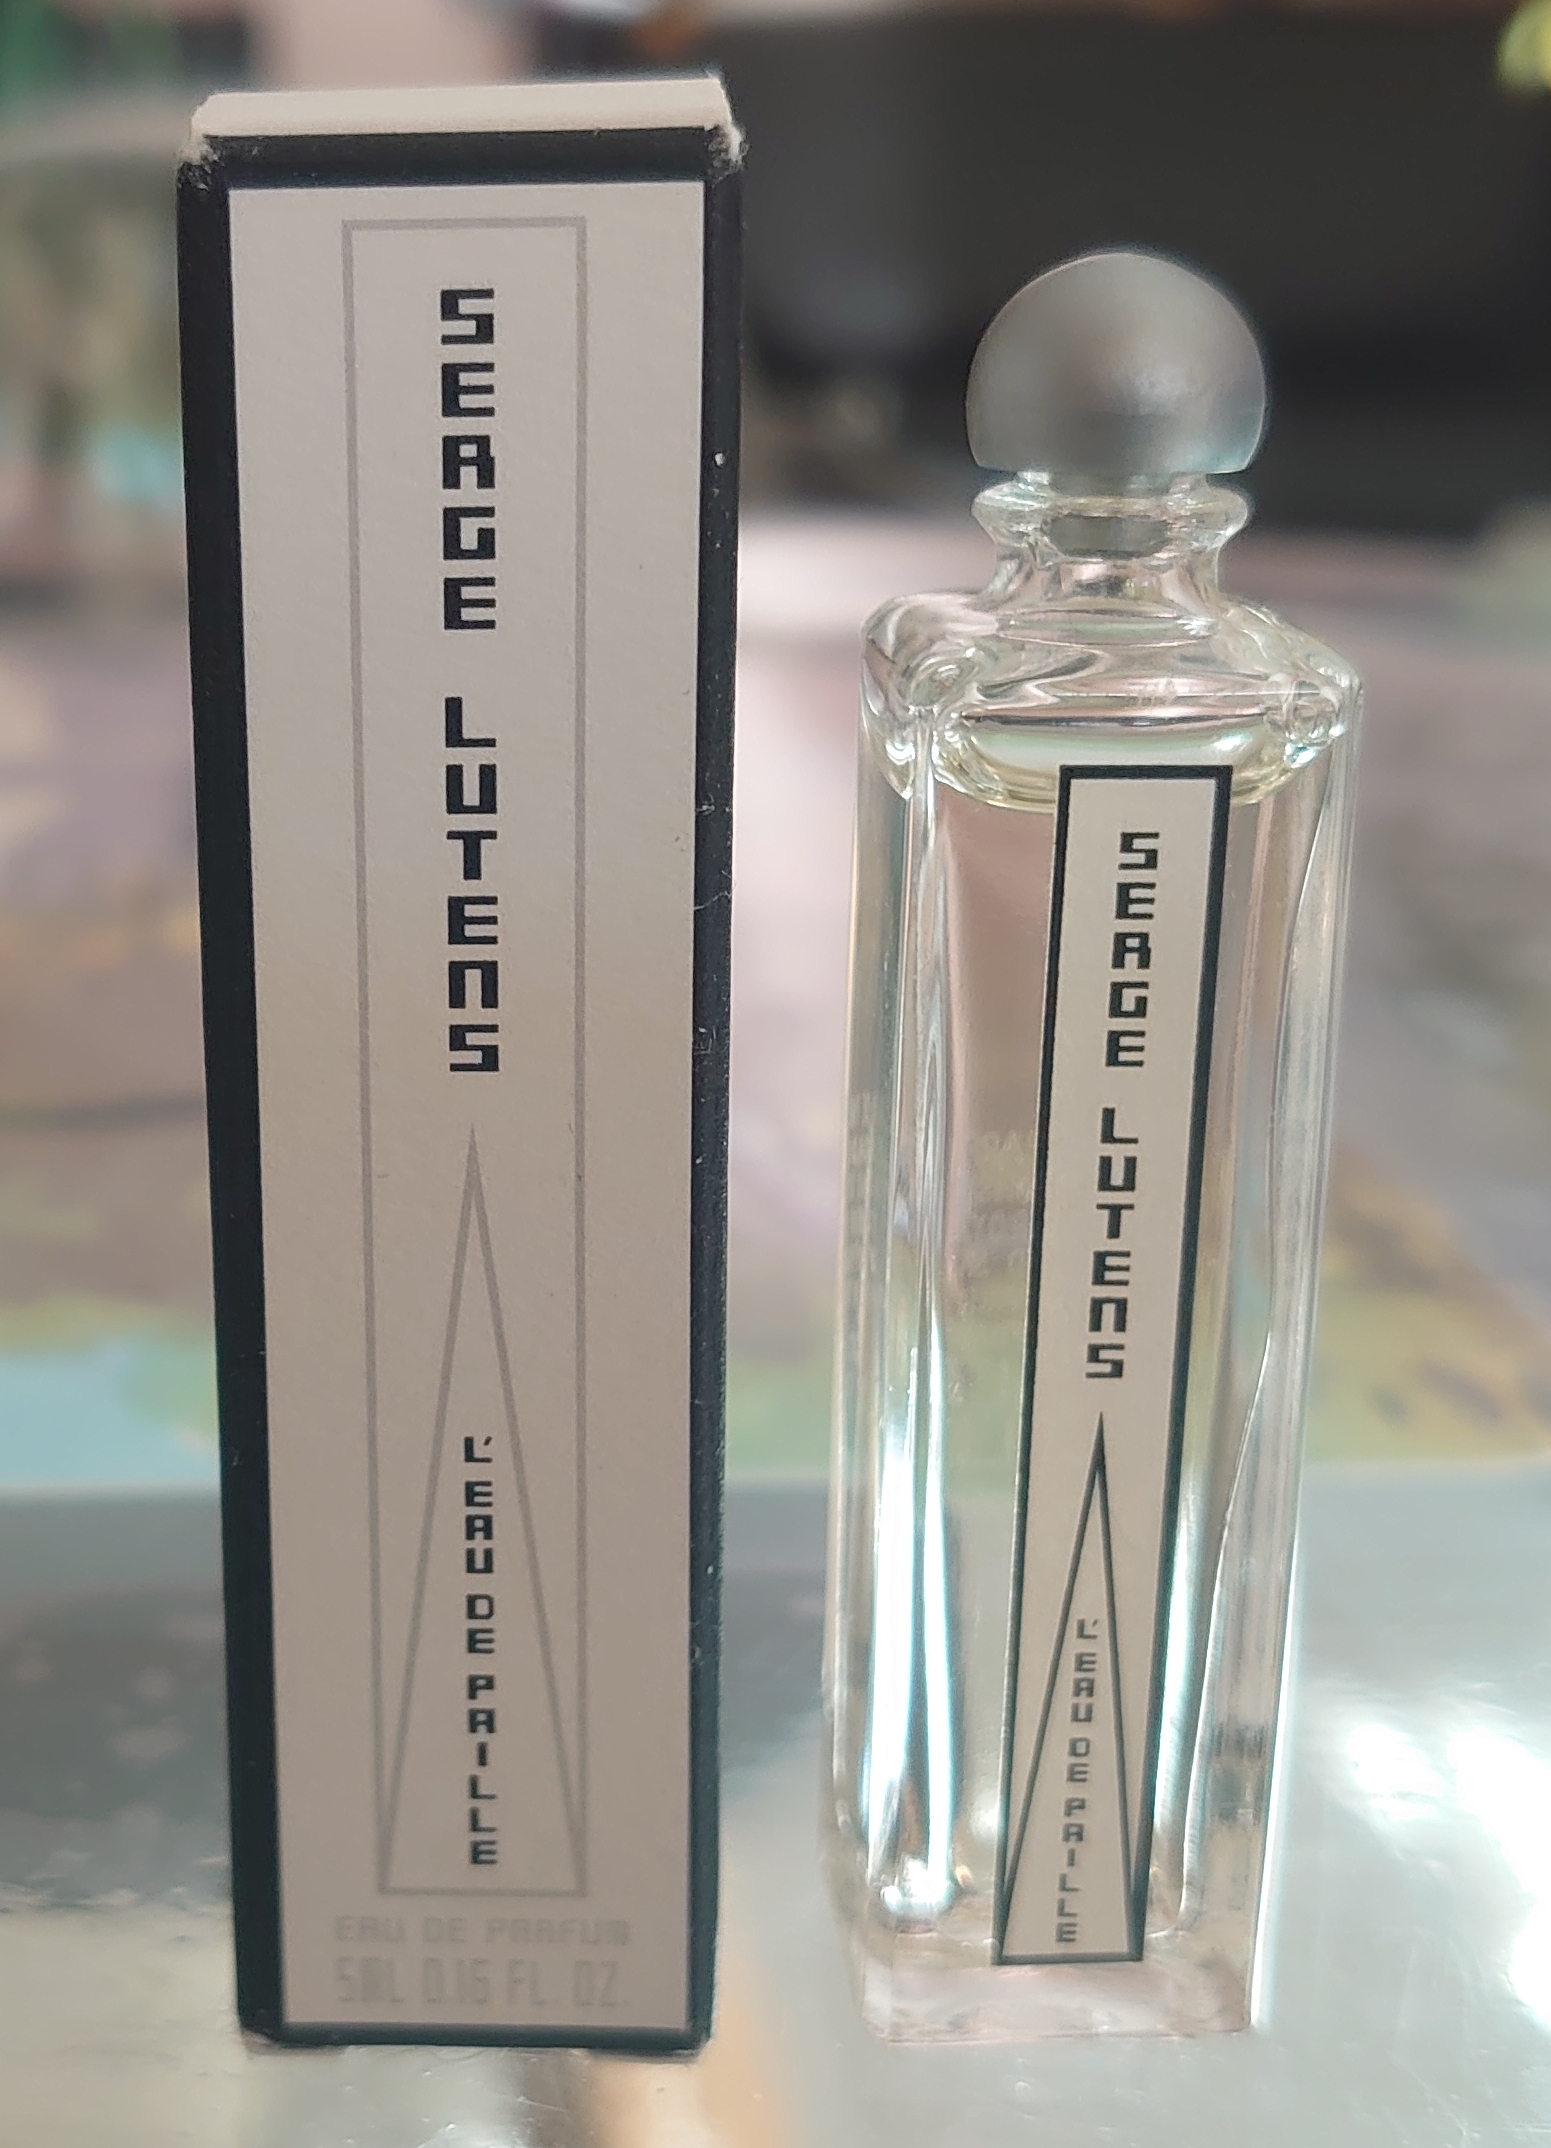 SERGE LUTENS
L'EAU DE PAILLE
EAU DE PARFUM
5ML 0.16 FL. OZ.
SERGE LUTENS
L'EAU DE PAILLE